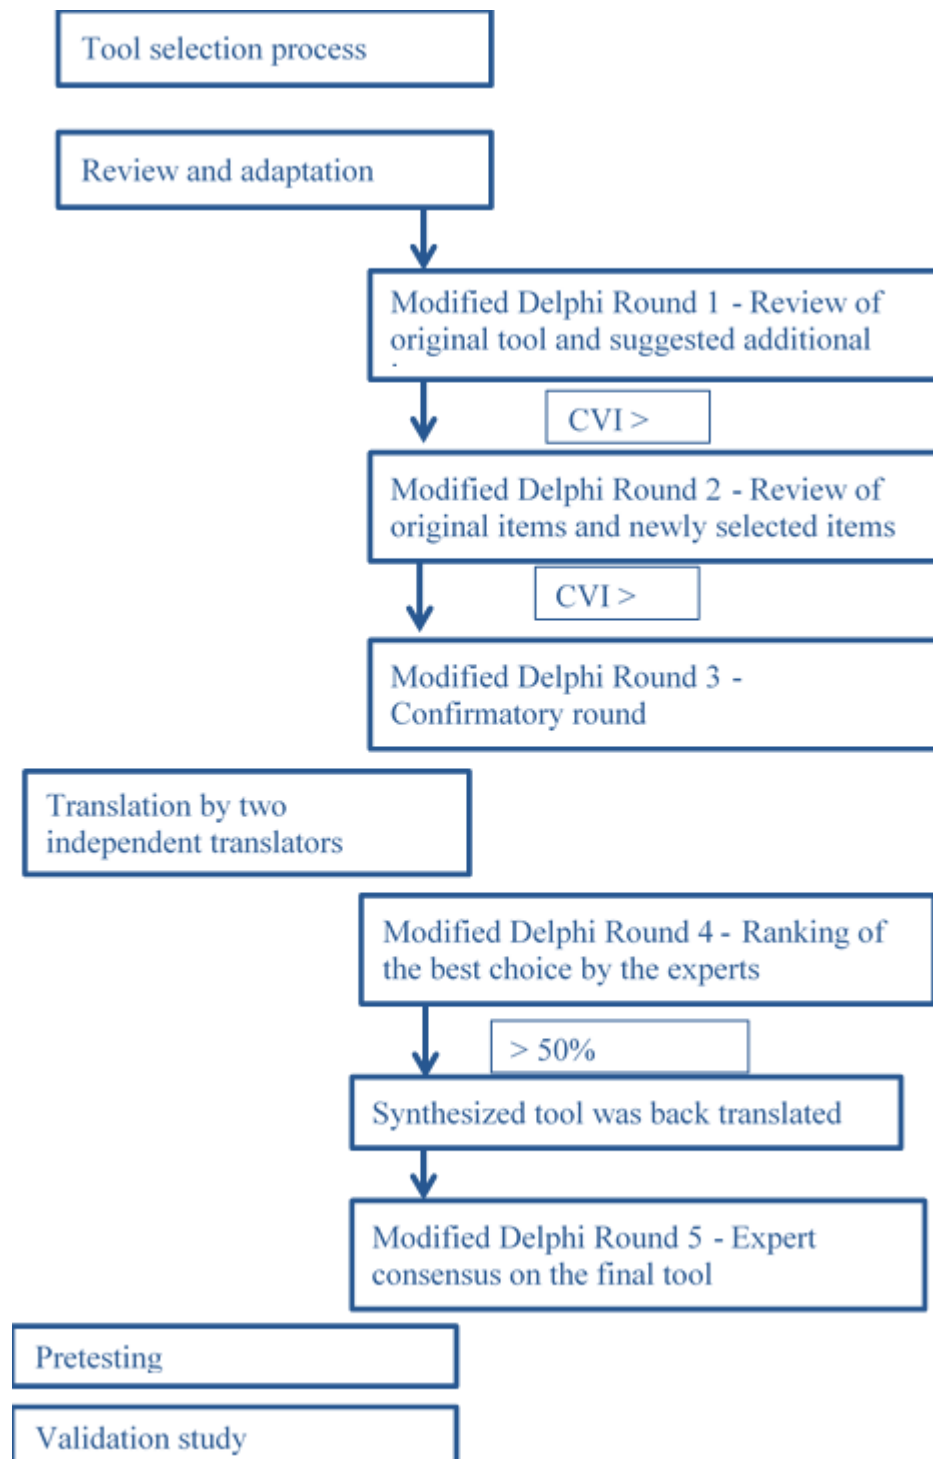 Tool selection process
Review and adaptation
Modified Delphi Round 1 - Review of
original tool and suggested additional
CVI >
Modified Delphi Round 2 - Review of
original items and newly selected items
CVI >
Modified Delphi Round 3 -
Confirmatory round
Translation by two
independent translators
Modified Delphi Round 4 - Ranking of
the best choice by the experts
> 50%
Synthesized tool was back translated
Modified Delphi Round 5 - Expert
consensus on the final tool
Pretesting
Validation study